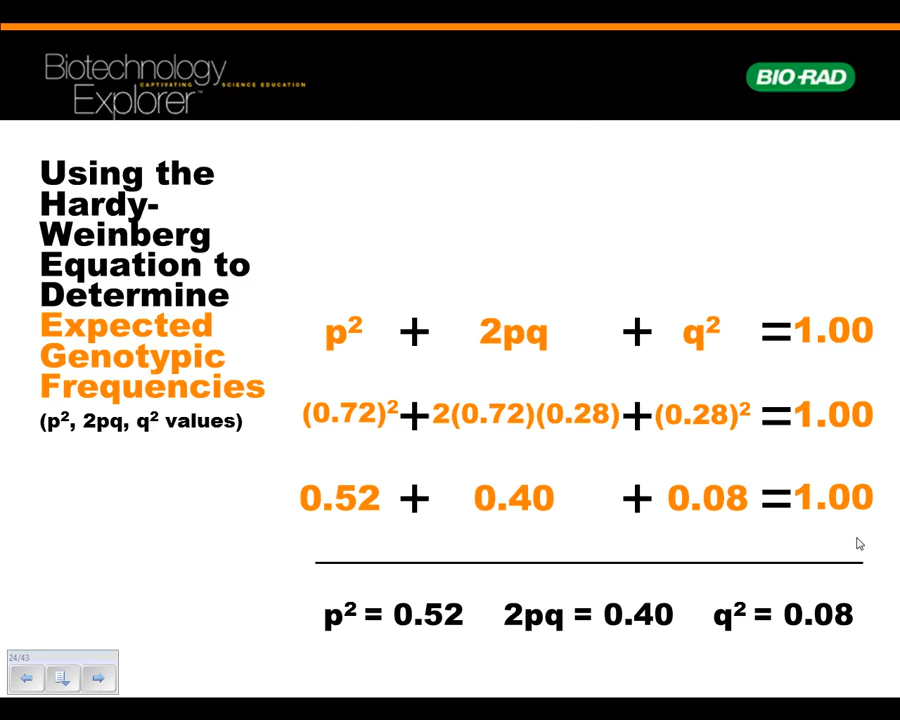 Biotechnology
CAPTIVATING SCIENCE EDUCATION
Explorer™
BIO-RAD
Using the
Hardy-
Weinberg
Equation to
Determine
Expected
Genotypic
Frequencies
(p², 2pq, q² values)
p² + 2pq + q² =1.00
(0.72)²+2(0.72)(0.28)+(0.28)² =1.00
0.52 + 0.40 + 0.08 =1.00
p² = 0.52 2pq = 0.40 q² = 0.08
24/43